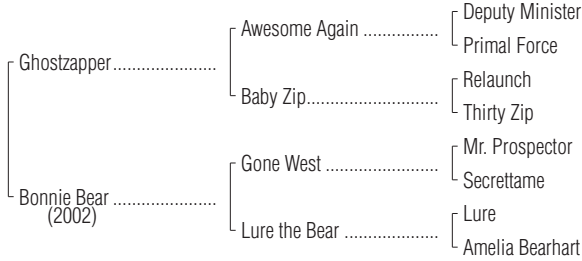 Deputy Minister
Awesome Again ................
Primal Force
Ghostzapper......................
Relaunch
Baby Zip............................
Thirty Zip
Mr. Prospector
Gone West ........................
Secrettame
Bonnie Bear ......................
(2002)
Lure
Lure the Bear ....................
Amelia Bearhart